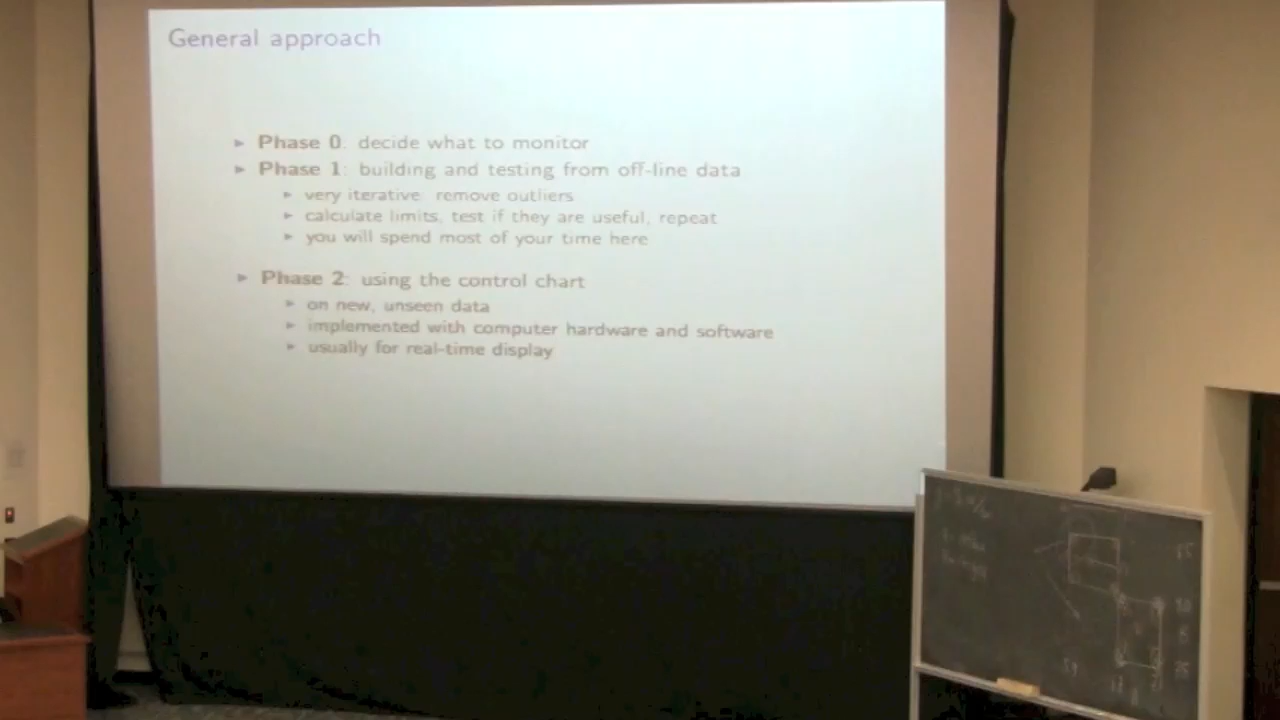 General approach
► Phase 0: decide what to monitor
► Phase 1: building and testing from off-line data
► very iterative: remove outliers
► calculate limits, test if they are useful, repeat
► you will spend most of your time here
► Phase 2: using the control chart
► on new, unseen data
► implemented with computer hardware and software
► usually for real-time display